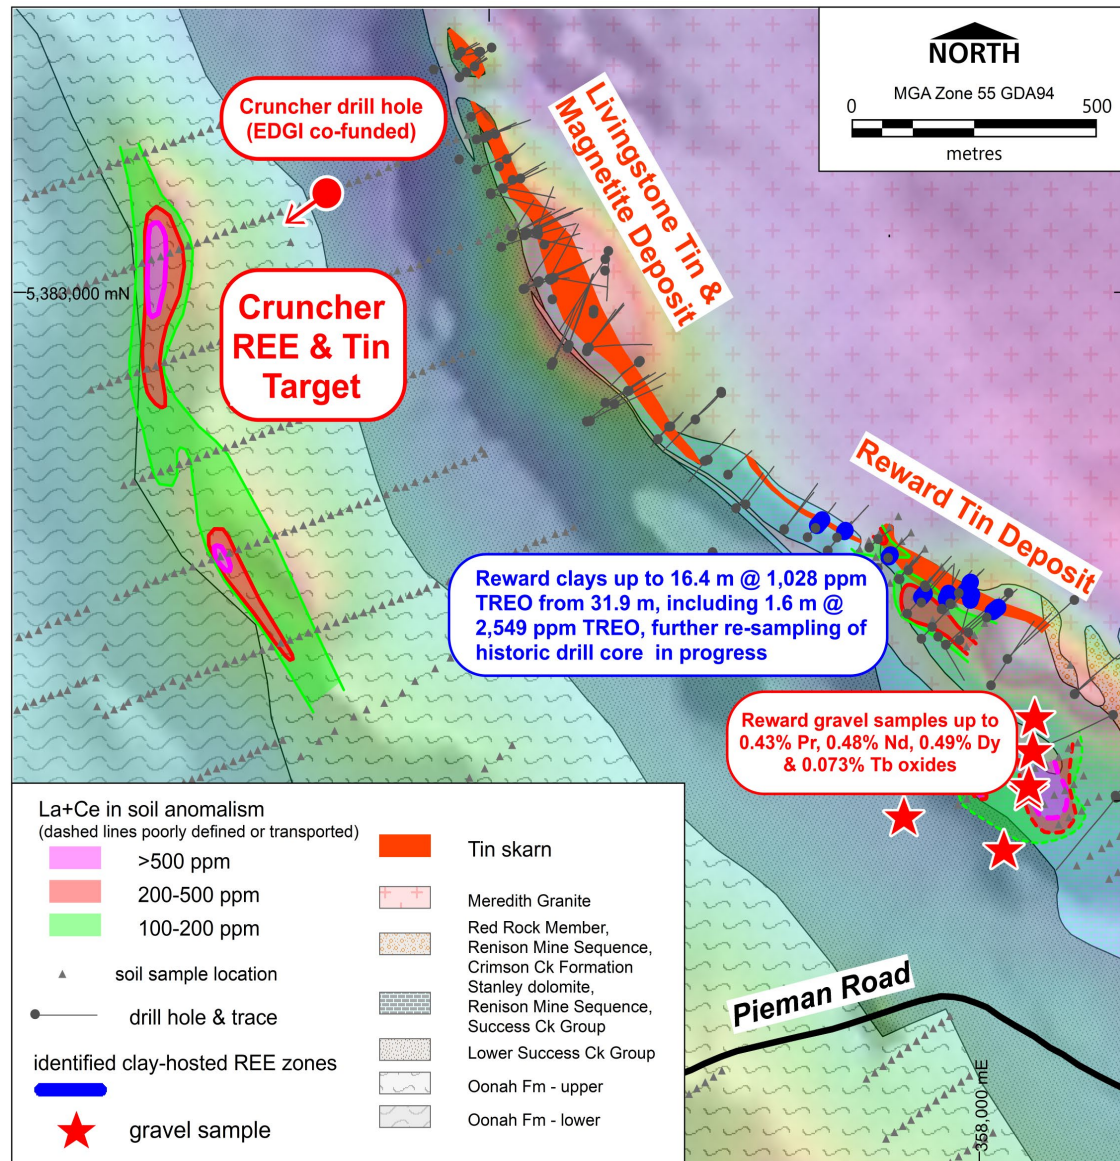 NORTH
MGA Zone 55 GDA94
0
500
metres
Cruncher drill hole
(EDGI co-funded)
Livingstone Tin &
Magnetite Deposit
5,383,000 mN
Cruncher
REE & Tin
Target
Reward Tin Deposit
Reward clays up to 16.4 m @ 1,028 ppm
TREO from 31.9 m, including 1.6 m @
2,549 ppm TREO, further re-sampling of
historic drill core in progress
Reward gravel samples up to
0.43% Pr, 0.48% Nd, 0.49% Dy
& 0.073% Tb oxides
Pieman Road
358,000 mE
La+Ce in soil anomalism
(dashed lines poorly defined or transported)
>500 ppm
200-500 ppm
100-200 ppm
soil sample location
drill hole & trace
identified clay-hosted REE zones
gravel sample
Tin skarn
Meredith Granite
Red Rock Member,
Renison Mine Sequence,
Crimson Ck Formation
Stanley dolomite,
Renison Mine Sequence,
Success Ck Group
Lower Success Ck Group
Oonah Fm - upper
Oonah Fm - lower